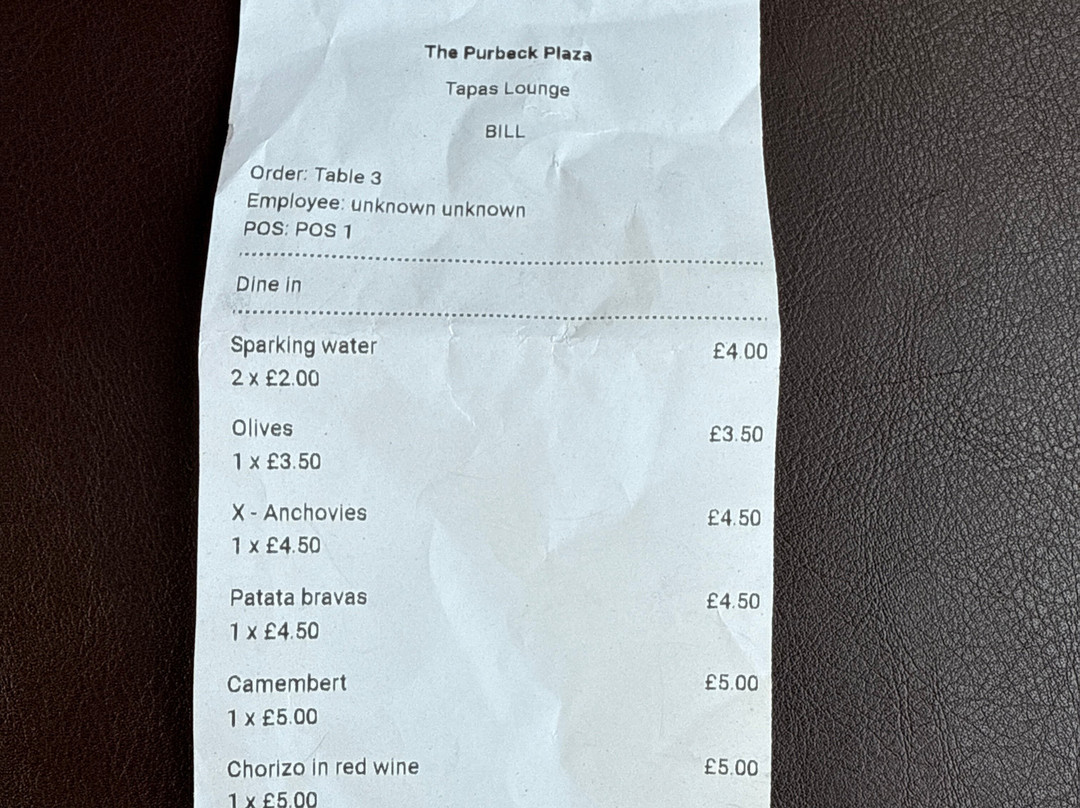 The Purbeck Plaza
Tapas Lounge
BILL
Order: Table 3
Employee: unknown unknown
POS: POS 1
Dine in
Sparking water £4.00
2 x £2.00
Olives £3.50
1 x £3.50
X - Anchovies £4.50
1 x £4.50
Patata bravas £4.50
1 x £4.50
Camembert £5.00
1 x £5.00
Chorizo in red wine £5.00
1 x £5.00